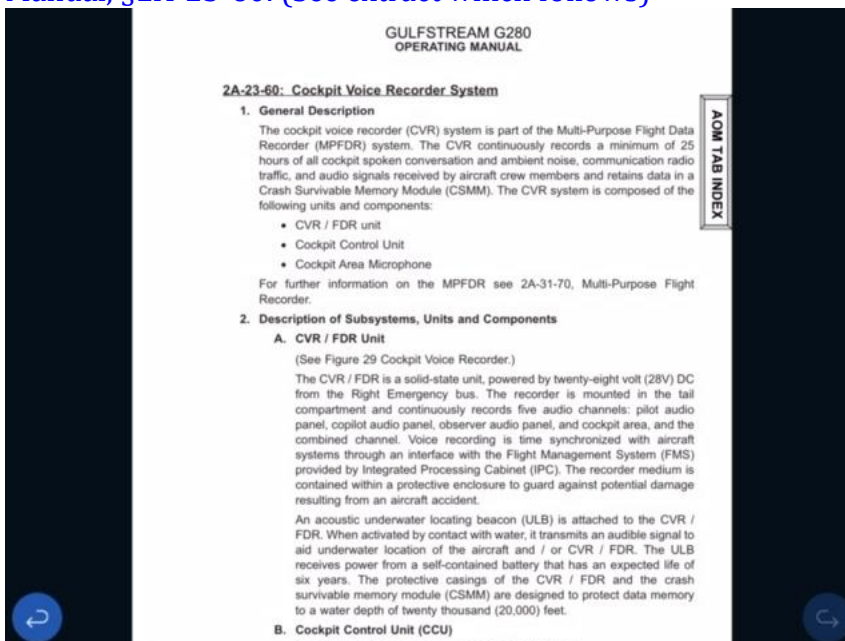 Manual, §2A-23-60. (See extract which follows)
GULFSTREAM G280
OPERATING MANUAL
2A-23-60: Cockpit Voice Recorder System
AOM TAB INDEX
1. General Description
The cockpit voice recorder (CVR) system is part of the Multi-Purpose Flight Data
Recorder (MPFDR) system. The CVR continuously records a minimum of 25
hours of all cockpit spoken conversation and ambient noise, communication radio
traffic, and audio signals received by aircraft crew members and retains data in a
Crash Survivable Memory Module (CSMM). The CVR system is composed of the
following units and components:
• CVR / FDR unit
• Cockpit Control Unit
• Cockpit Area Microphone
For further information on the MPFDR see 2A-31-70, Multi-Purpose Flight
Recorder.
2. Description of Subsystems, Units and Components
A. CVR / FDR Unit
(See Figure 29 Cockpit Voice Recorder.)
The CVR / FDR is a solid-state unit, powered by twenty-eight volt (28V) DC
from the Right Emergency bus. The recorder is mounted in the tail
compartment and continuously records five audio channels: pilot audio
panel, copilot audio panel, observer audio panel, and cockpit area, and the
combined channel. Voice recording is time synchronized with aircraft
systems through an interface with the Flight Management System (FMS)
provided by Integrated Processing Cabinet (IPC). The recorder medium is
contained within a protective enclosure to guard against potential damage
resulting from an aircraft accident.
An acoustic underwater locating beacon (ULB) is attached to the CVR /
FDR. When activated by contact with water, it transmits an audible signal to
aid underwater location of the aircraft and / or CVR / FDR. The ULB
receives power from a self-contained battery that has an expected life of
six years. The protective casings of the CVR / FDR and the crash
survivable memory module (CSMM) are designed to protect data memory
to a water depth of twenty thousand (20,000) feet.
B. Cockpit Control Unit (CCU)